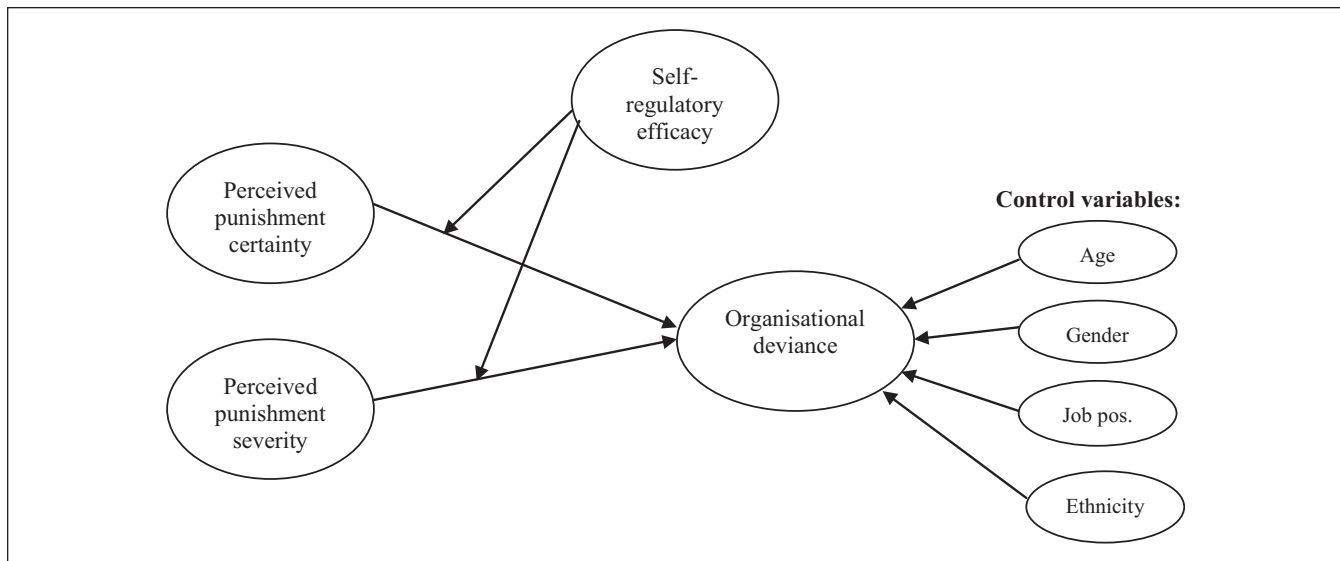 Self-
regulatory
efficacy
Perceived
punishment
certainty
Control variables:
Age
Organisational
deviance
Gender
Perceived
punishment
severity
Job pos.
Ethnicity